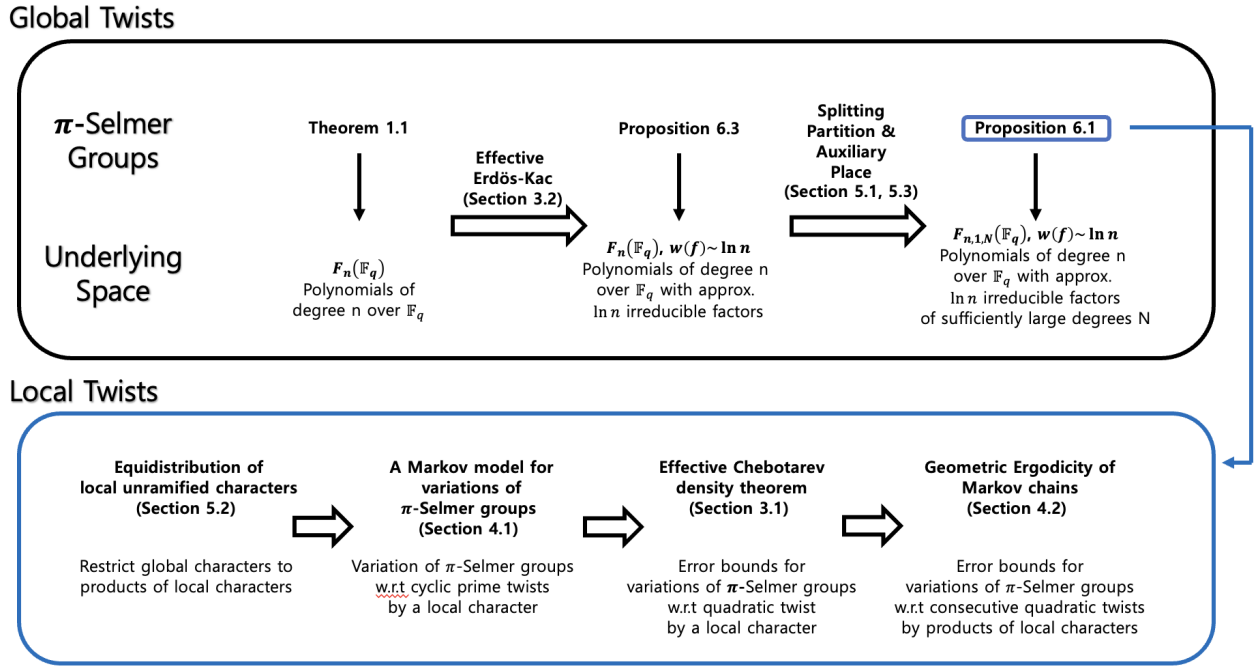 Global Twists
π-Selmer
Groups
Theorem 1.1
Effective
Erdös-Kac
(Section 3.2)
Proposition 6.3
Splitting
Partition &
Auxiliary
Place
(Section 5.1, 5.3)
Proposition 6.1
Underlying
Space
Fₙ(𝔽_q)
Polynomials of
degree n over 𝔽_q
Fₙ(𝔽_q), w(f)~ ln n
Polynomials of degree n
over 𝔽_q with approx.
ln n irreducible factors
F_{n,1,N}(𝔽_q), w(f)~ ln n
Polynomials of degree n
over 𝔽_q with approx.
ln n irreducible factors
of sufficiently large degrees N
Local Twists
Equidistribution of
local unramified characters
(Section 5.2)
Restrict global characters to
products of local characters
A Markov model for
variations of
π-Selmer groups
(Section 4.1)
Variation of π-Selmer groups
w.r.t cyclic prime twists
by a local character
Effective Chebotarev
density theorem
(Section 3.1)
Error bounds for
variations of π-Selmer groups
w.r.t quadratic twist
by a local character
Geometric Ergodicity of
Markov chains
(Section 4.2)
Error bounds for
variations of π-Selmer groups
w.r.t consecutive quadratic twists
by products of local characters